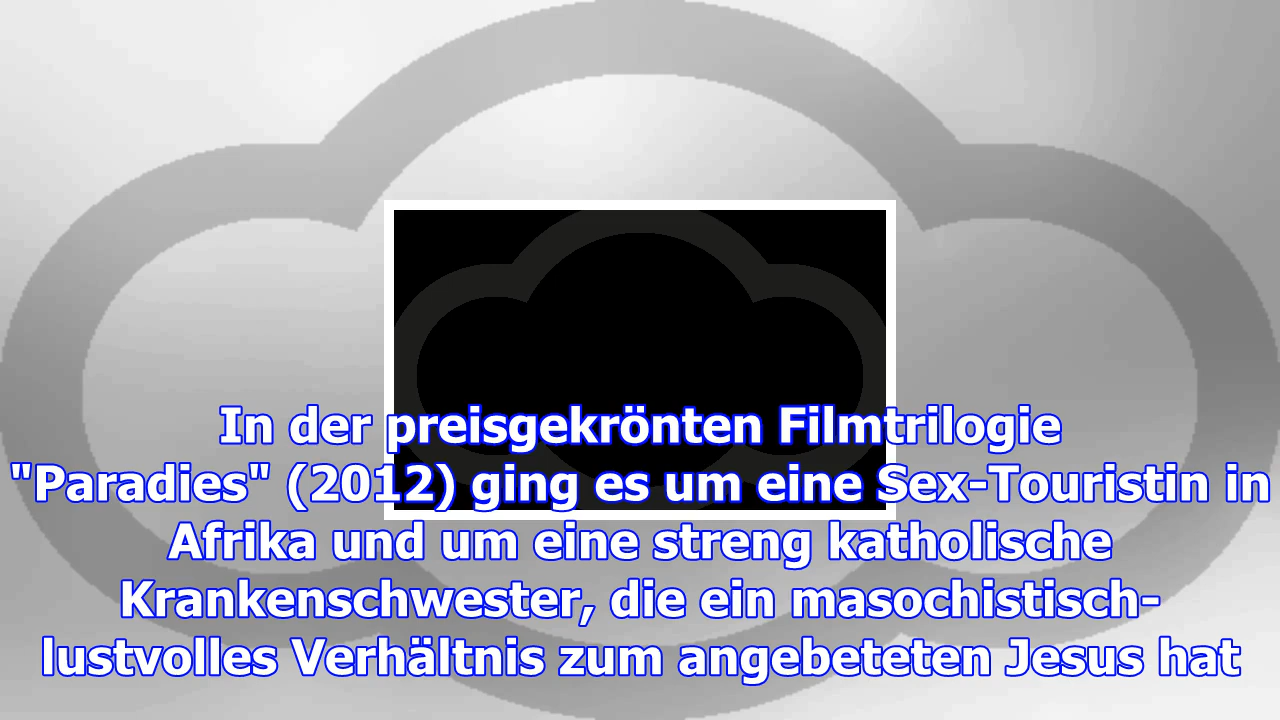 In der preisgekrönten Filmtrilogie
"Paradies" (2012) ging es um eine Sex-Touristin in
Afrika und um eine streng katholische
Krankenschwester, die ein masochistisch-
lustvolles Verhältnis zum angebeteten Jesus hat